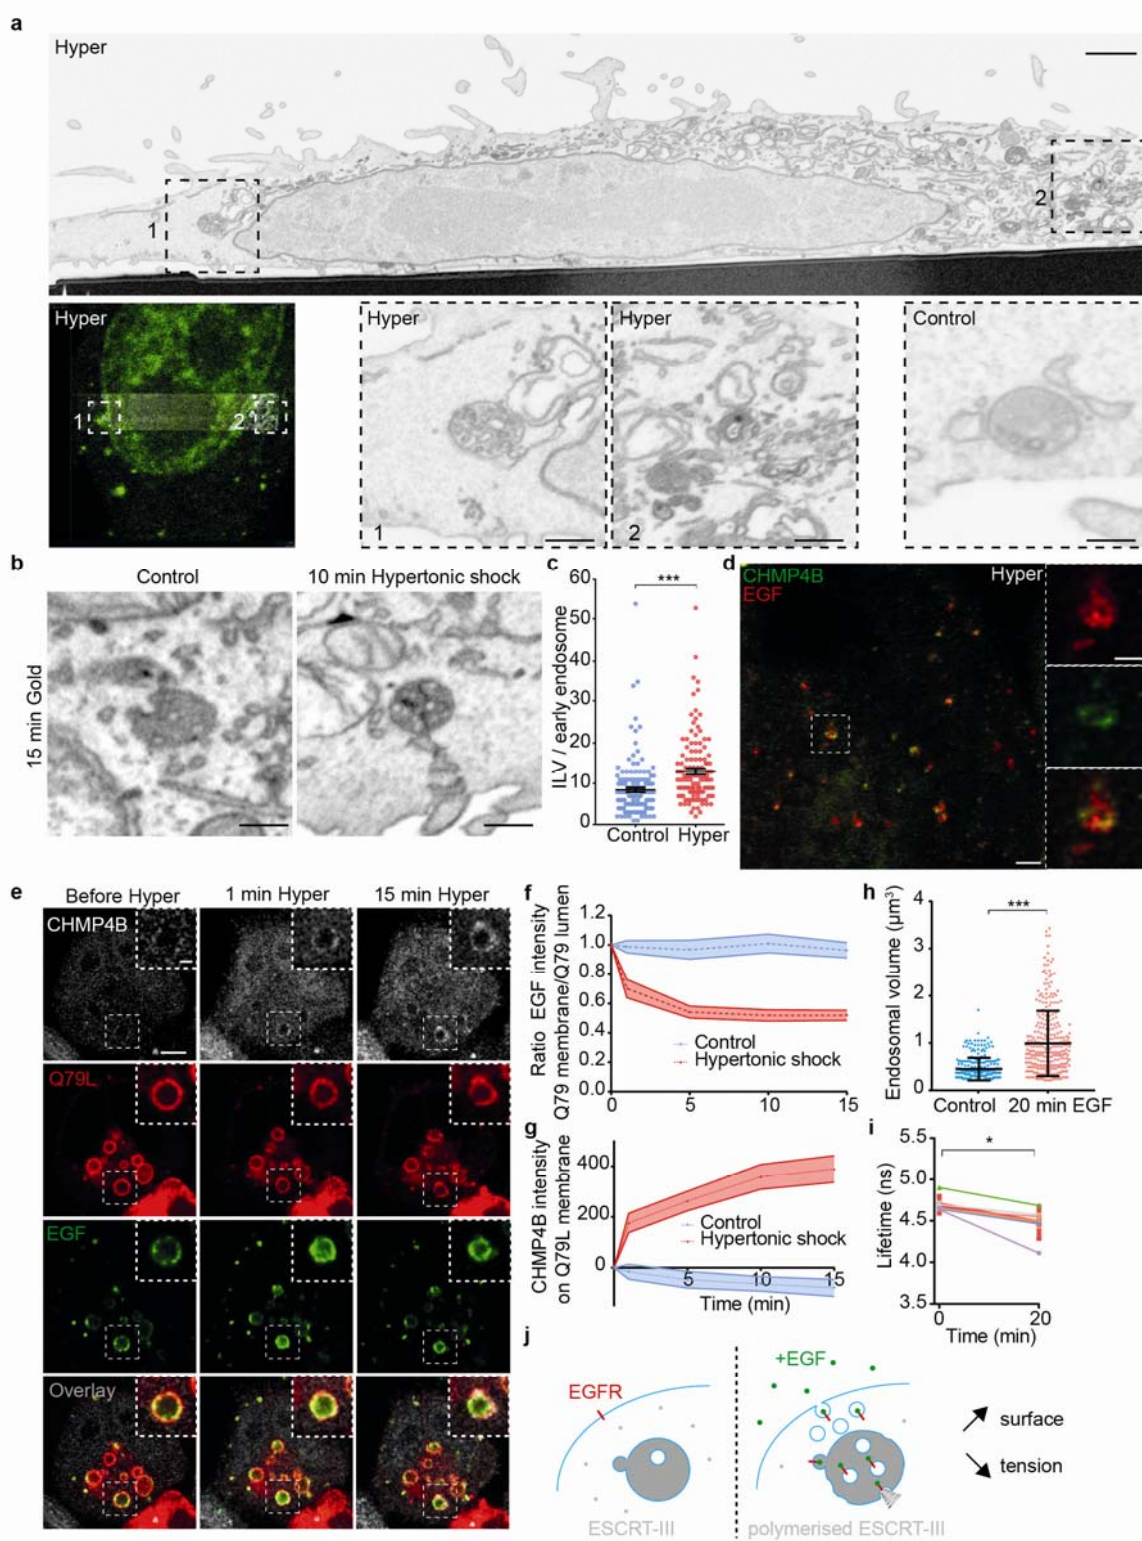 a
Hyper
1
2
Hyper
1
2
Hyper
1
Hyper
2
Control
b
Control
10 min Hypertonic shock
15 min Gold
c
ILV / early endosome
60
50
40
30
20
10
0
***
Control
Hyper
d
CHMP4B
EGF
Hyper
e
Before Hyper
1 min Hyper
15 min Hyper
CHMP4B
Q79L
EGF
Overlay
f
Ratio EGF intensity
Q79 membrane/Q79 lumen
1.2
1.0
0.8
0.6
0.4
0.2
0.0
Control
Hypertonic shock
0
5
10
15
g
CHMP4B intensity
on Q79L membrane
400
200
0
Control
Hypertonic shock
5
10
15
Time (min)
h
Endosomal volume (µm³)
4
3
2
1
0
***
Control
20 min EGF
i
Lifetime (ns)
5.5
5.0
4.5
4.0
3.5
*
0
20
Time (min)
j
EGFR
ESCRT-III
+EGF
polymerised ESCRT-III
surface
tension